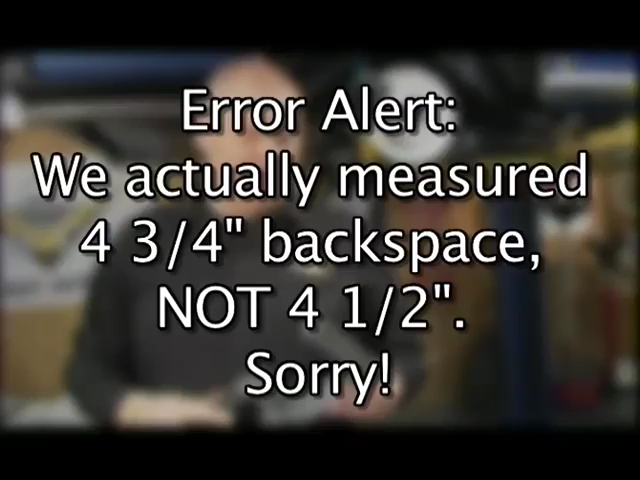 Error Alert:
We actually measured
4 3/4" backspace,
NOT 4 1/2".
Sorry!